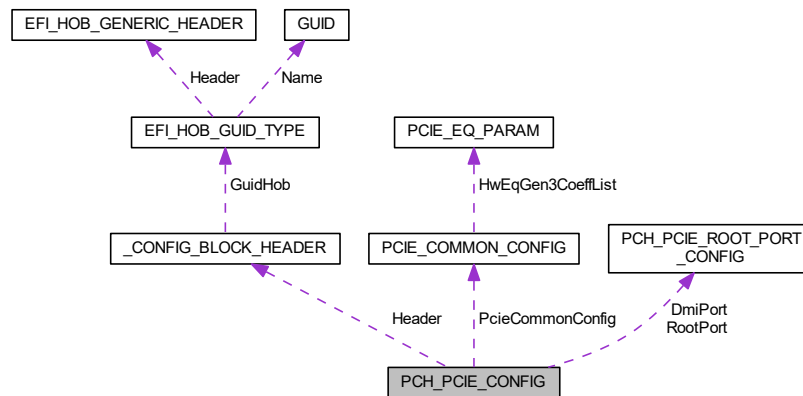 EFI_HOB_GENERIC_HEADER
GUID
Header
Name
EFI_HOB_GUID_TYPE
PCIE_EQ_PARAM
GuidHob
HwEqGen3CoeffList
_CONFIG_BLOCK_HEADER
PCIE_COMMON_CONFIG
PCH_PCIE_ROOT_PORT
_CONFIG
Header
PcieCommonConfig
DmiPort
RootPort
PCH_PCIE_CONFIG